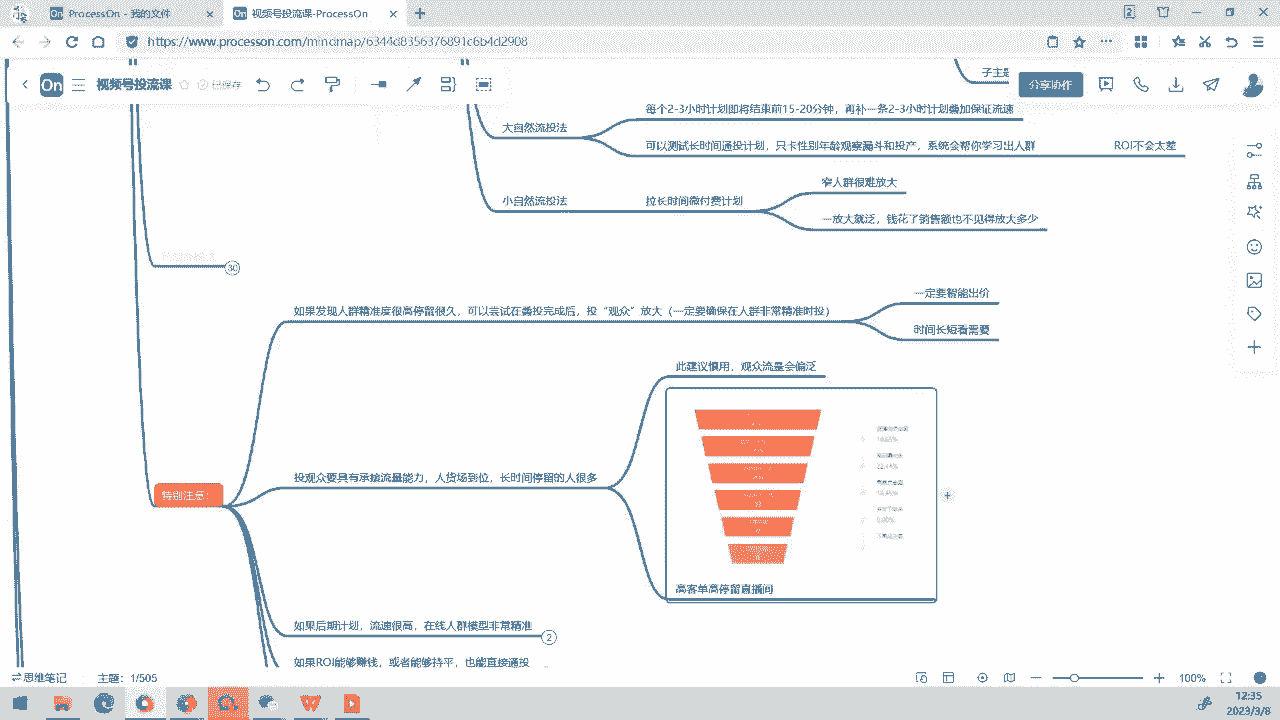 ProcessOn - 我的文件
视频号投流课-ProcessOn
https://www.processon.com/mindmap/6344d8356376891c6b4d2908
视频号投流课
已保存
分享协作
子主题
每个2-3小时计划即将结束前15-20分钟，再补一条2-3小时计划叠加保证流速
大自然流投法
可以测试长时间通投计划，只卡性别年龄观察漏斗和投产，系统会帮你学习出人群
ROI不会太差
窄人群很难放大
小自然流投法
拉长时间微付费计划
一放大就泛，钱花了销售额也不见得放大多少
30
一定要智能出价
如果发现人群精准度很高停留很久，可以尝试在叠投完成后，投“观众”放大（一定要确保在人群非常精准时投）
时间长短看需要
此建议慎用，观众流量会偏泛
特别注意：
投观众要具有承接流量能力，人货场到位，长时间停留的人很多
高客单高停留直播间
如果后期计划，流速很高，在线人群模型非常精准
2
如果ROI能够赚钱，或者能够持平，也能直接通投
思维笔记
主题：1/505
100%
12:35
2023/3/8